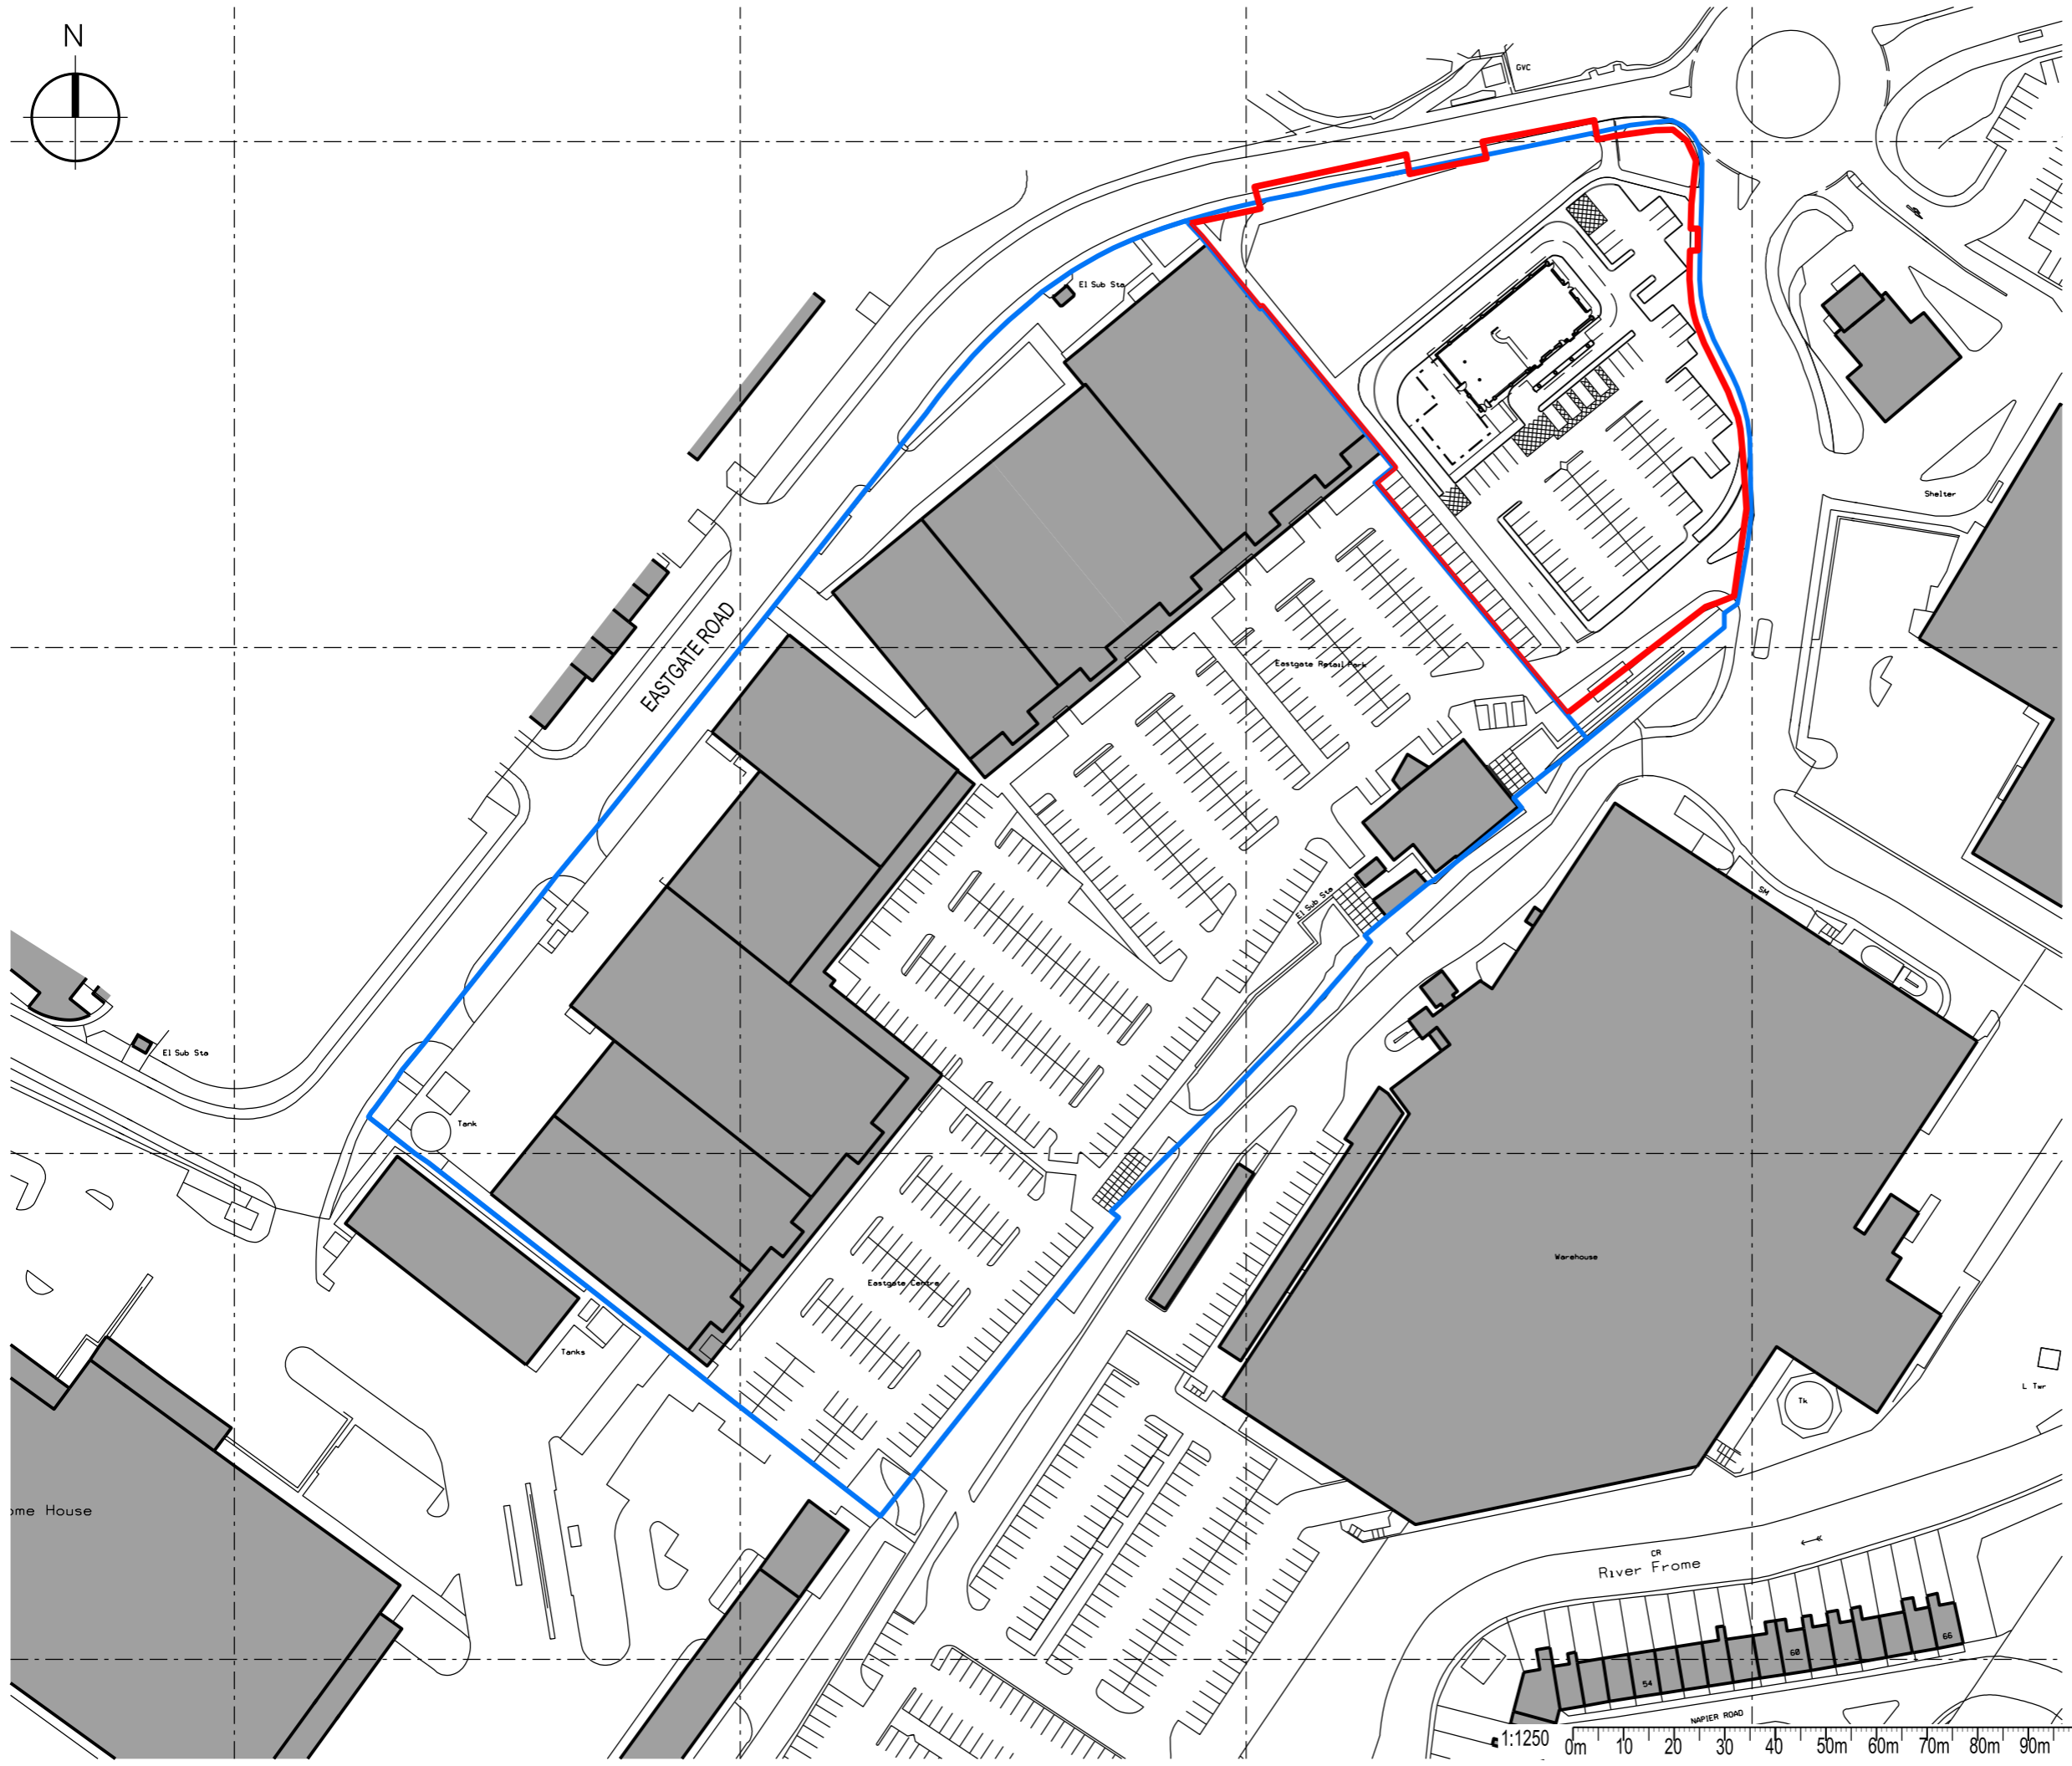 N
GVC
El Sub Sta
Shelter
EASTGATE ROAD
Eastgate Retail Park
SM
El Sub Sta
El Sub Sta
Tank
Warehouse
Eastgate Centre
Tanks
L Twr
Tk
ome House
CR
River Frome
66
60
54
NAPIER ROAD
1:1250
0m 10 20 30 40 50m 60m 70m 80m 90m